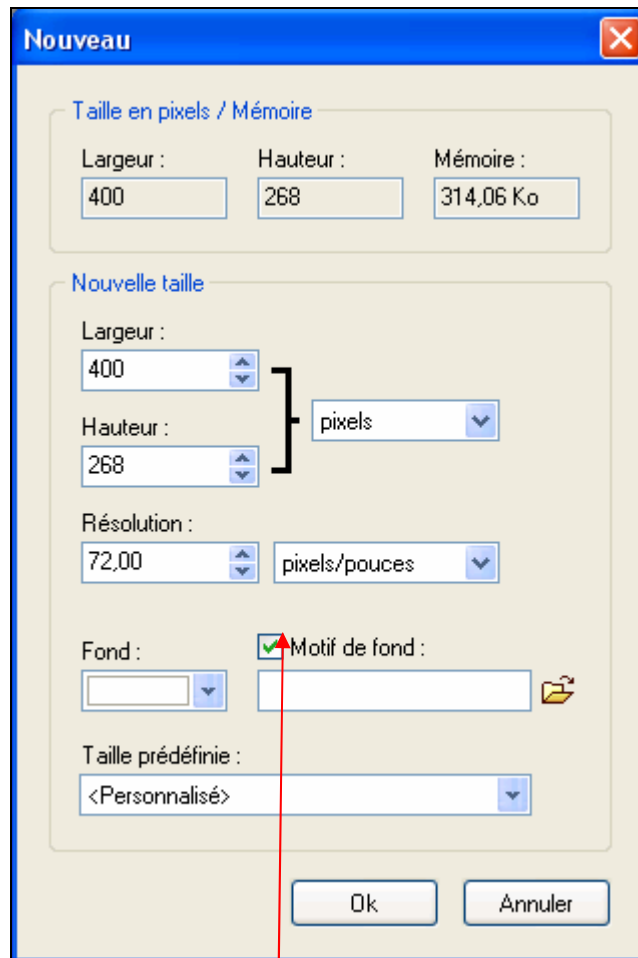 Nouveau
Taille en pixels / Mémoire
Largeur : Hauteur : Mémoire :
400 268 314,06 Ko
Nouvelle taille
Largeur :
400
pixels
Hauteur :
268
Résolution :
72,00 pixels/pouces
Fond : Motif de fond :
Taille prédéfinie :
<Personnalisé>
Ok Annuler